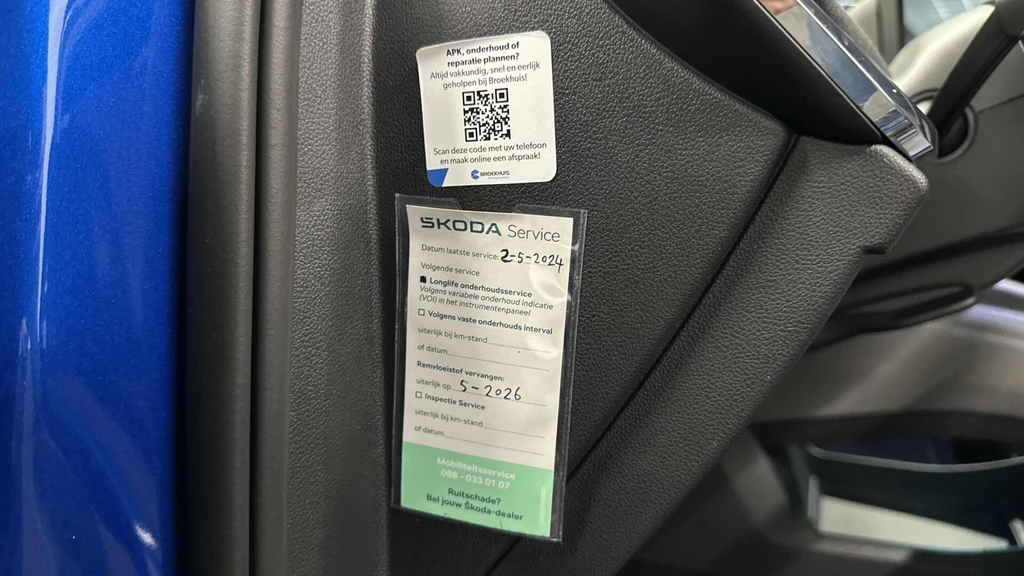 APK, onderhoud of
reparatie plannen?
Altijd vakkundig, snel en eerlijk
geholpen bij Broekhuis!
Scan deze code met uw telefoon
en maak online een afspraak!
BROEKHUIS
ŠKODA Service
Datum laatste service: 2-5-2024
Volgende service
Longlife onderhoudsservice
Volgens variabele onderhoud indicatie
(VOI) in het instrumentenpaneel
Volgens vaste onderhouds interval
uiterlijk bij km-stand
of datum
Remvloeistof vervangen:
uiterlijk op 5-2026
Inspectie Service
uiterlijk bij km-stand
of datum
Mobiliteitsservice
088 - 033 01 07
Ruitschade?
Bel jouw Škoda-dealer